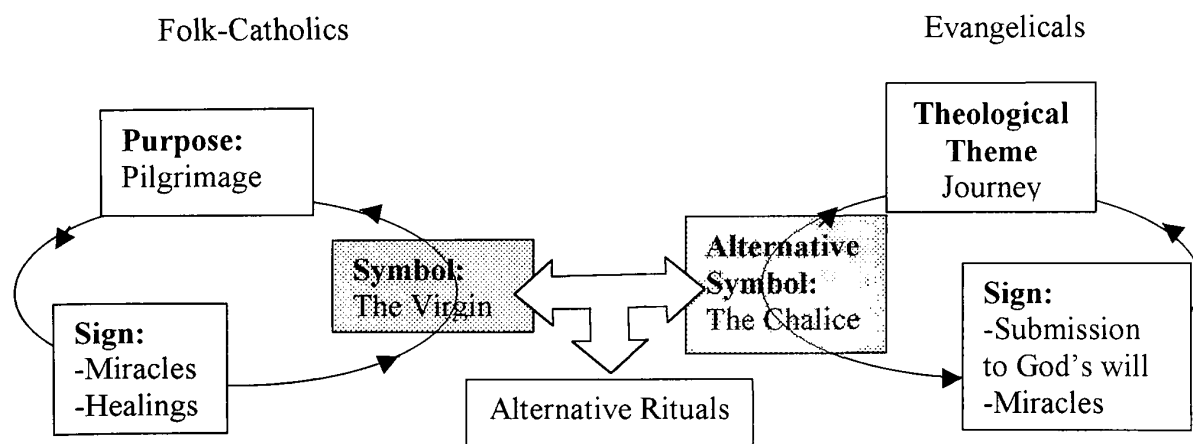 Folk-Catholics
Evangelicals
Purpose:
Pilgrimage
Theological
Theme
Journey
Symbol:
The Virgin
Alternative
Symbol:
The Chalice
Sign:
-Miracles
-Healings
Sign:
-Submission
to God's will
-Miracles
Alternative Rituals